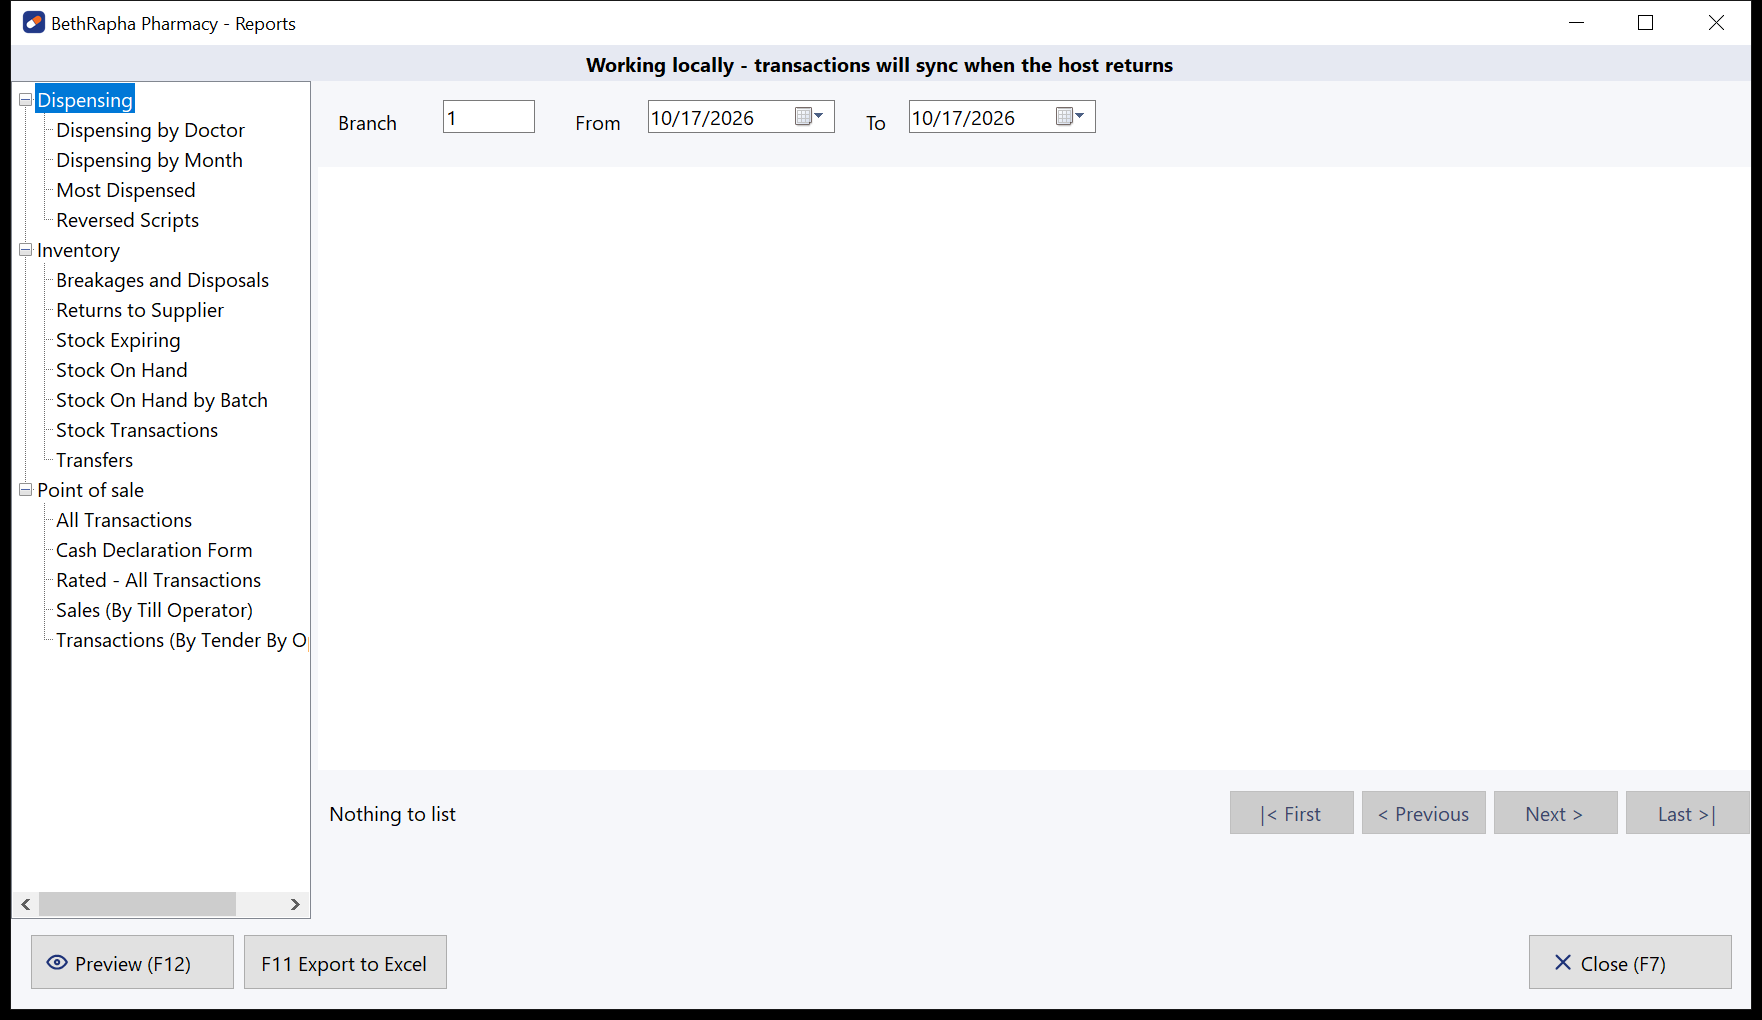 BethRapha Pharmacy - Reports
Working locally - transactions will sync when the host returns
Branch 1 From 10/17/2026 To 10/17/2026
Dispensing
Dispensing by Doctor
Dispensing by Month
Most Dispensed
Reversed Scripts
Inventory
Breakages and Disposals
Returns to Supplier
Stock Expiring
Stock On Hand
Stock On Hand by Batch
Stock Transactions
Transfers
Point of sale
All Transactions
Cash Declaration Form
Rated - All Transactions
Sales (By Till Operator)
Transactions (By Tender By O
Nothing to list
|< First < Previous Next > Last >|
Preview (F12) F11 Export to Excel Close (F7)